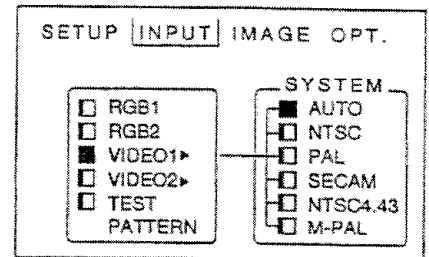 SETUP INPUT IMAGE OPT.
RGB1
RGB2
VIDEO1▸
VIDEO2▸
TEST
PATTERN
SYSTEM
AUTO
NTSC
PAL
SECAM
NTSC4.43
M-PAL